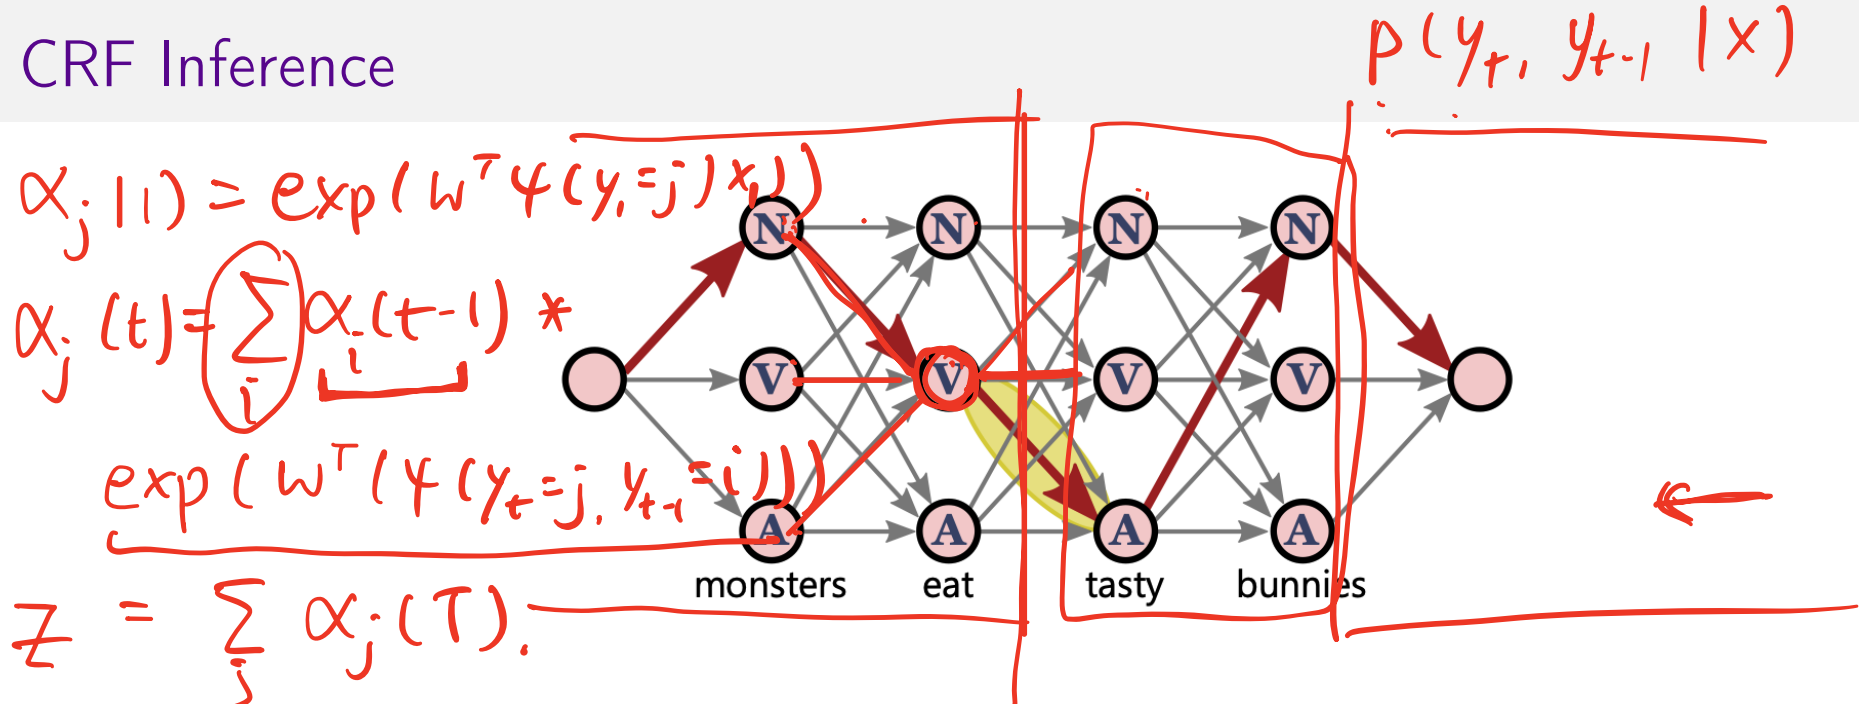 CRF Inference
p(y_t, y_{t-1} | x)
α_j(1) = exp(w^T ψ(y_1=j, x_1))
α_j(t) = Σ_i α_i(t-1) *
exp(w^T(ψ(y_t=j, y_{t-1}=i)))
Z = Σ_j α_j(T).
N N N N
V V V V
A A A A
monsters eat tasty bunnies